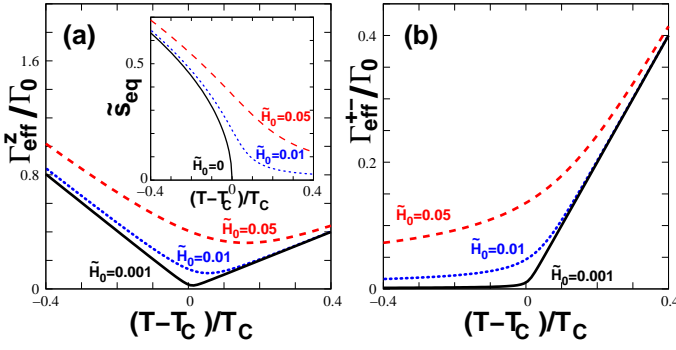 (a)
Γ^z_eff/Γ_0
2
1.6
0.8
0
−0.4
0
0.4
(T−T_C)/T_C
H̃_0=0.05
H̃_0=0.01
H̃_0=0.001
s̃_eq
0.5
0
−0.4
0
0.4
(T−T_C)/T_C
H̃_0=0.05
H̃_0=0.01
H̃_0=0
(b)
Γ^+−_eff/Γ_0
0.4
0.2
0
−0.4
0
0.4
(T−T_C)/T_C
H̃_0=0.05
H̃_0=0.01
H̃_0=0.001